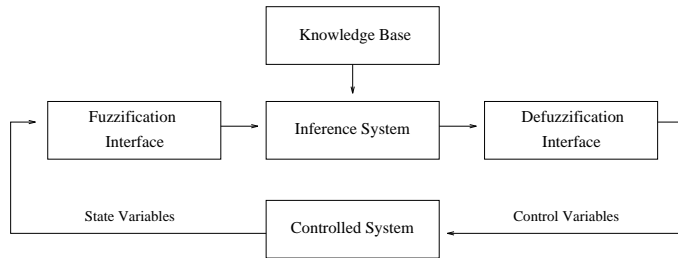 Knowledge Base
Fuzzification
Interface
Inference System
Defuzzification
Interface
State Variables
Controlled System
Control Variables